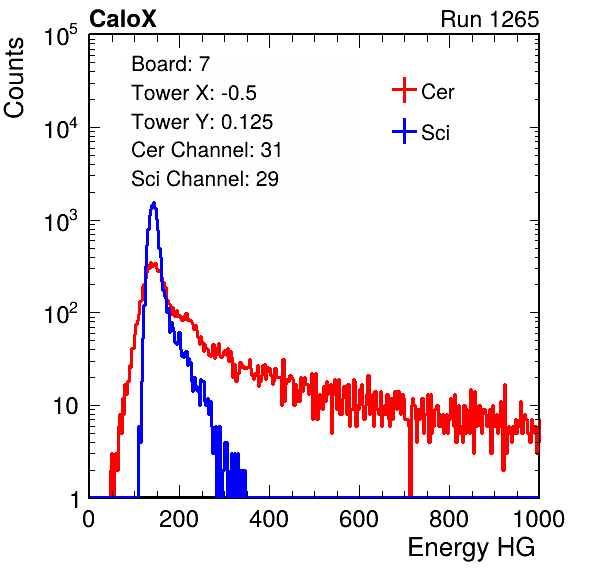 CaloX Run 1265
Counts
10^5
10^4
10^3
10^2
10
1
Board: 7
Tower X: -0.5
Tower Y: 0.125
Cer Channel: 31
Sci Channel: 29
Cer
Sci
0 200 400 600 800 1000
Energy HG